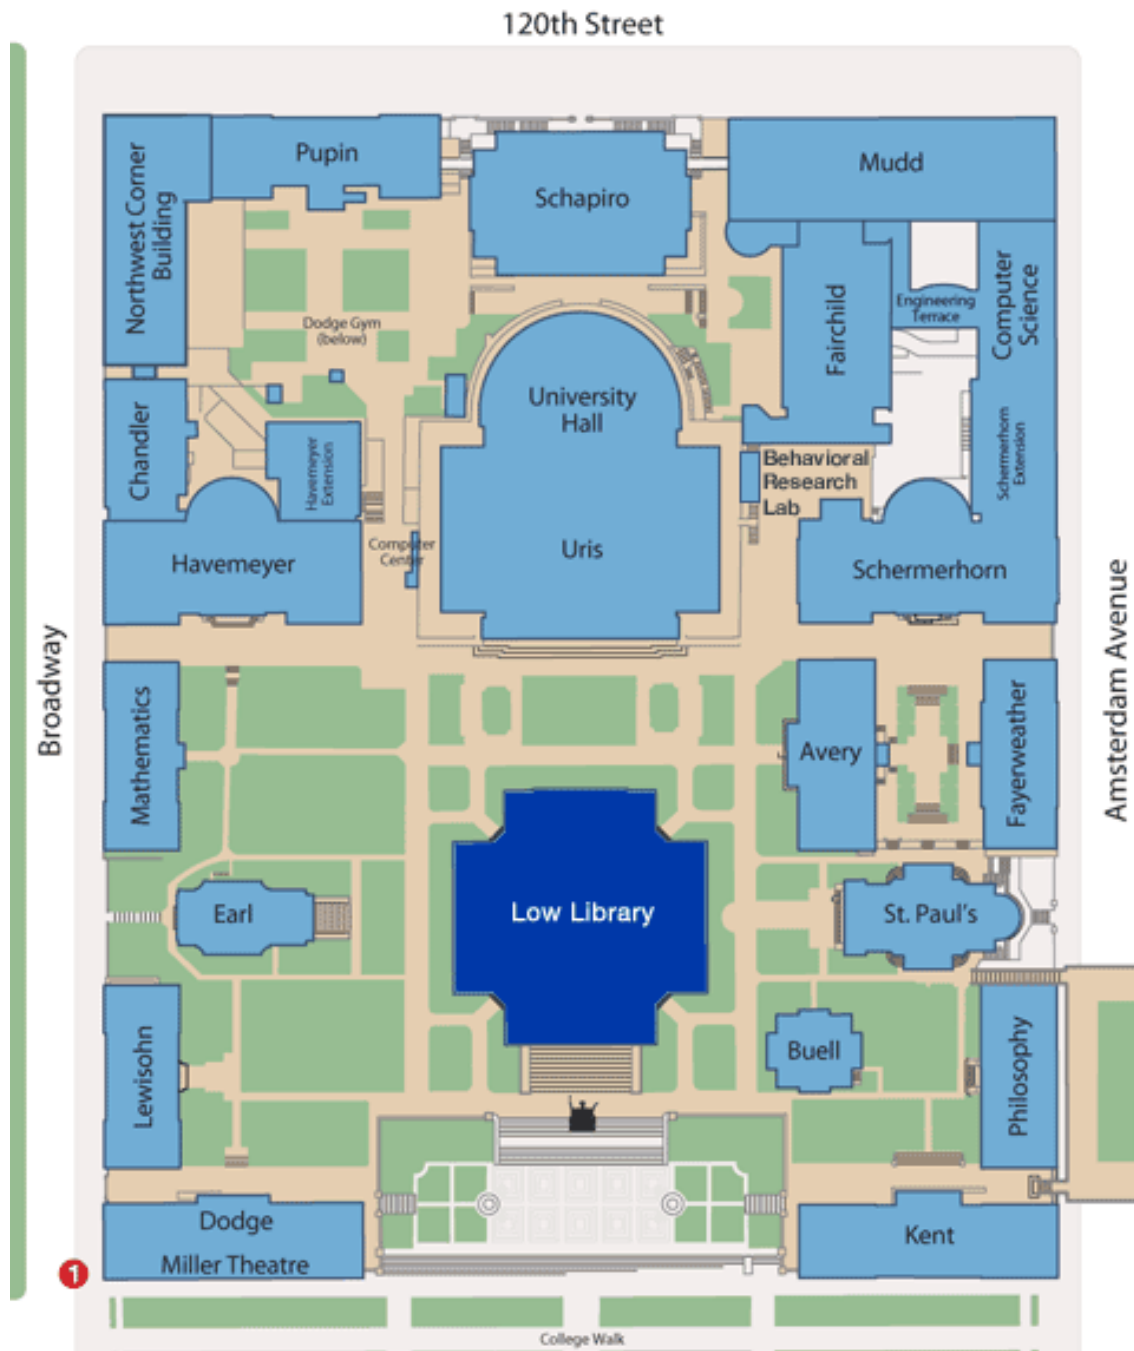 120th Street
Northwest Corner
Building
Pupin
Schapiro
Mudd
Dodge Gym
(below)
Fairchild
Engineering
Terrace
Computer
Science
University
Hall
Chandler
Havemeyer
Extension
Behavioral
Research
Lab
Schermerhorn
Extension
Computer
Center
Havemeyer
Uris
Schermerhorn
Broadway
Amsterdam Avenue
Mathematics
Avery
Fayerweather
Earl
Low Library
St. Paul's
Lewisohn
Buell
Philosophy
Dodge
Miller Theatre
Kent
1
College Walk